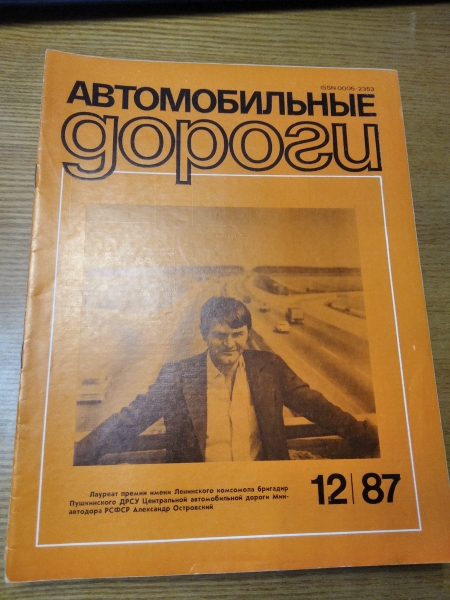 ISSN 0005-2353
АВТОМОБИЛЬНЫЕ
дороги
Лауреат премии имени Ленинского комсомола бригадир
Пушкинского ДРСУ Центральной автомобильной дороги Мин-
автодора РСФСР Александр Островский
12|87